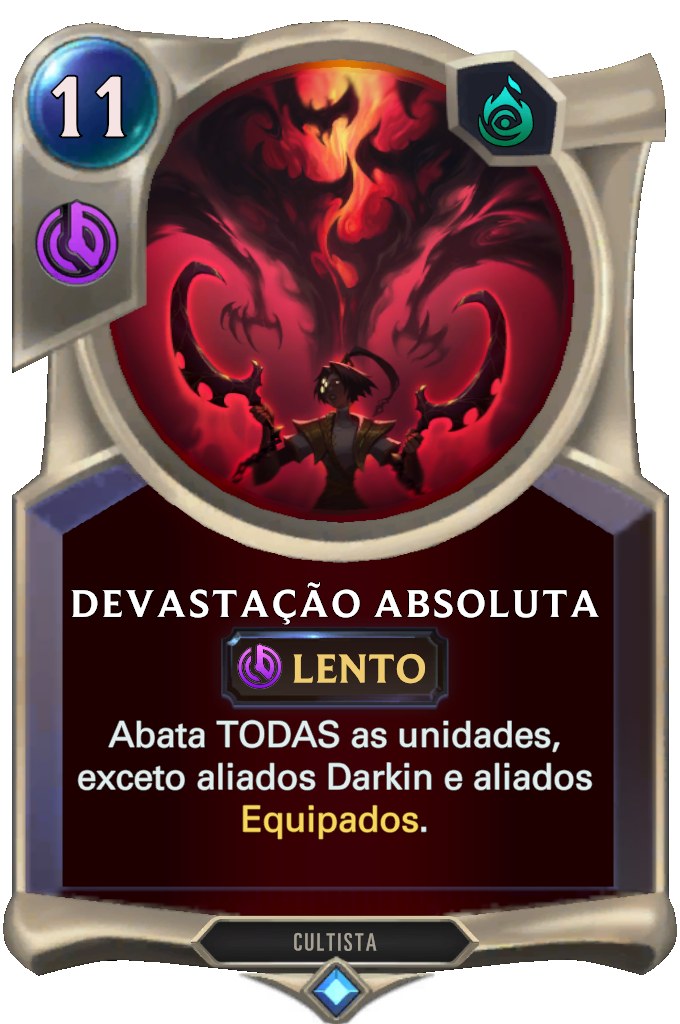 11
DEVASTAÇÃO ABSOLUTA
LENTO
Abata TODAS as unidades,
exceto aliados Darkin e aliados
Equipados.
CULTISTA